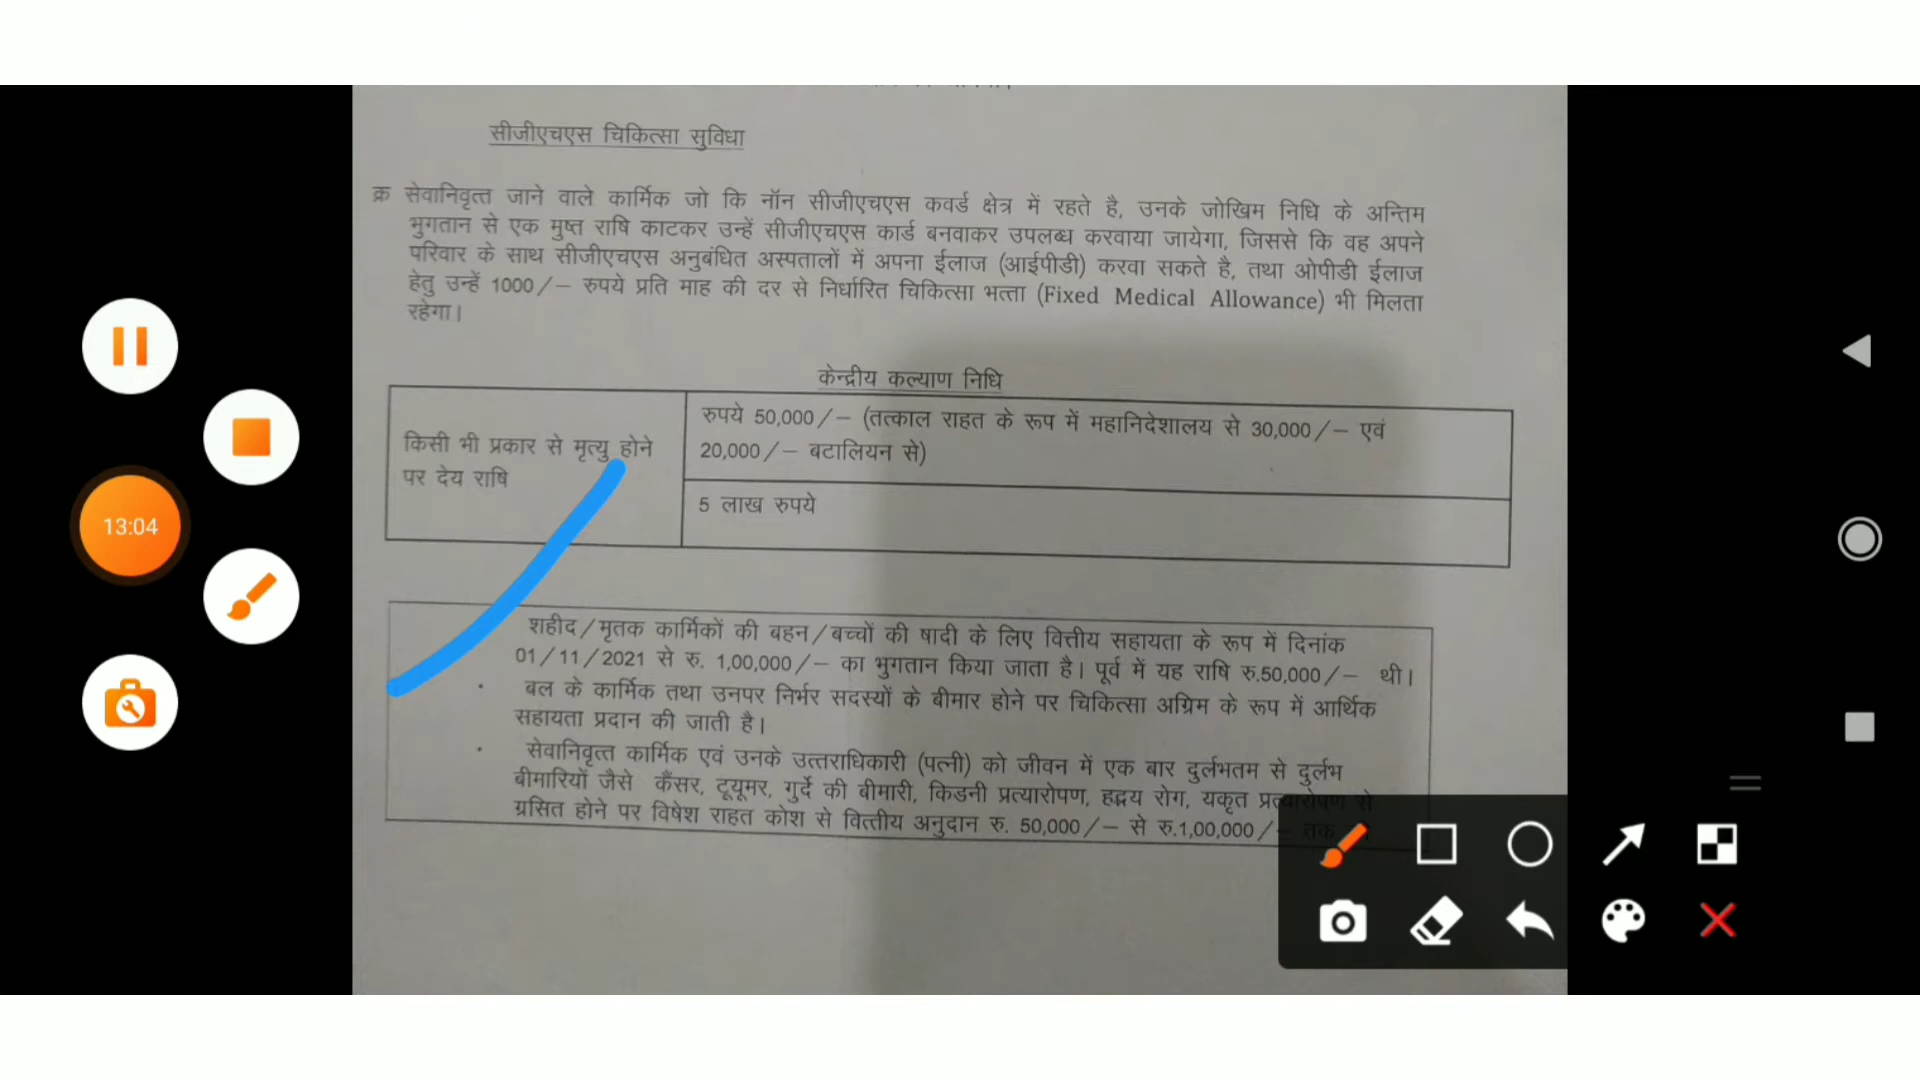 सीजीएचएस चिकित्सा सुविधा
क्र सेवानिवृत्त जाने वाले कार्मिक जो कि नॉन सीजीएचएस कवर्ड क्षेत्र में रहते है, उनके जोखिम निधि के अन्तिम
भुगतान से एक मुष्त राषि काटकर उन्हें सीजीएचएस कार्ड बनवाकर उपलब्ध करवाया जायेगा, जिससे कि वह अपने
परिवार के साथ सीजीएचएस अनुबंधित अस्पतालों में अपना ईलाज (आईपीडी) करवा सकते है, तथा ओपीडी ईलाज
हेतु उन्हें 1000/– रुपये प्रति माह की दर से निर्धारित चिकित्सा भत्ता (Fixed Medical Allowance) भी मिलता
रहेगा।
केन्द्रीय कल्याण निधि
किसी भी प्रकार से मृत्यु होने
पर देय राषि
रुपये 50,000/– (तत्काल राहत के रूप में महानिदेशालय से 30,000/– एवं
20,000/– बटालियन से)
5 लाख रुपये
13:04
शहीद/मृतक कार्मिकों की बहन/बच्चों की षादी के लिए वित्तीय सहायता के रूप में दिनांक
01/11/2021 से रु. 1,00,000/– का भुगतान किया जाता है। पूर्व में यह राषि रु.50,000/– थी।
· बल के कार्मिक तथा उनपर निर्भर सदस्यों के बीमार होने पर चिकित्सा अग्रिम के रूप में आर्थिक
सहायता प्रदान की जाती है।
· सेवानिवृत्त कार्मिक एवं उनके उत्तराधिकारी (पत्नी) को जीवन में एक बार दुर्लभतम से दुर्लभ
बीमारियों जैसे कैंसर, टूयूमर, गुर्दे की बीमारी, किडनी प्रत्यारोपण, हृद्रय रोग, यकृत प्रत्यारोपण से
ग्रसित होने पर विषेश राहत कोश से वित्तीय अनुदान रु. 50,000/– से रु.1,00,000/– तक